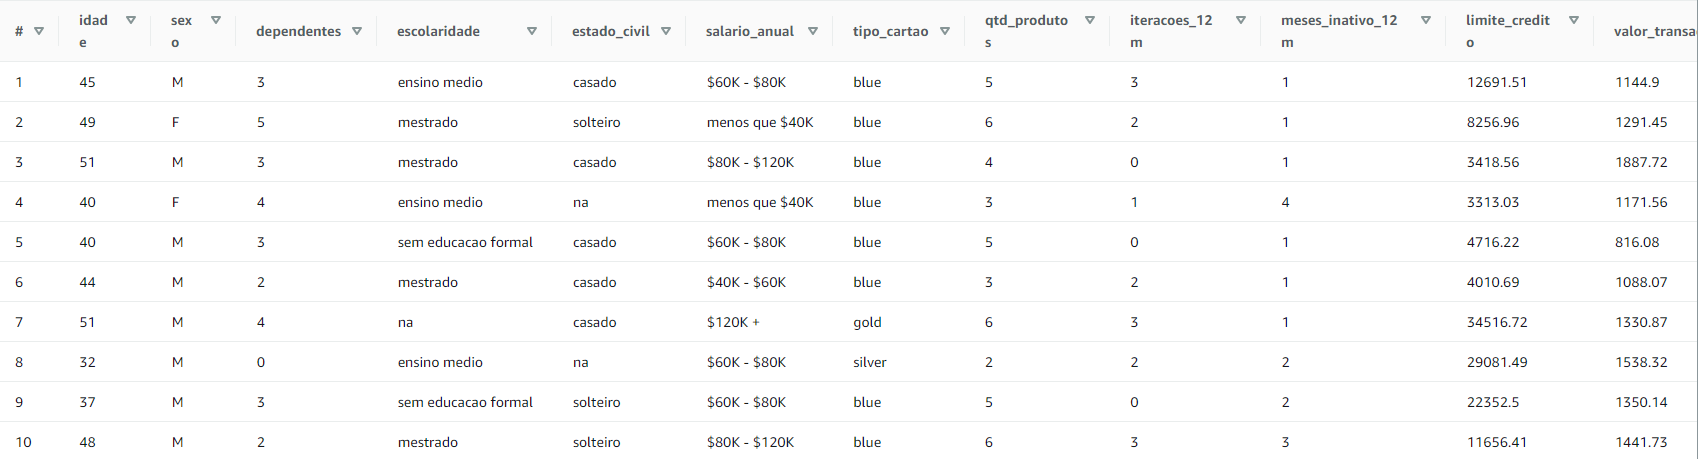 # idade sexo dependentes escolaridade estado_civil salario_anual tipo_cartao qtd_produtos iteracoes_12m meses_inativo_12m limite_credito valor_transa
1 45 M 3 ensino medio casado $60K - $80K blue 5 3 1 12691.51 1144.9
2 49 F 5 mestrado solteiro menos que $40K blue 6 2 1 8256.96 1291.45
3 51 M 3 mestrado casado $80K - $120K blue 4 0 1 3418.56 1887.72
4 40 F 4 ensino medio na menos que $40K blue 3 1 4 3313.03 1171.56
5 40 M 3 sem educacao formal casado $60K - $80K blue 5 0 1 4716.22 816.08
6 44 M 2 mestrado casado $40K - $60K blue 3 2 1 4010.69 1088.07
7 51 M 4 na casado $120K + gold 6 3 1 34516.72 1330.87
8 32 M 0 ensino medio na $60K - $80K silver 2 2 2 29081.49 1538.32
9 37 M 3 sem educacao formal solteiro $60K - $80K blue 5 0 2 22352.5 1350.14
10 48 M 2 mestrado solteiro $80K - $120K blue 6 3 3 11656.41 1441.73